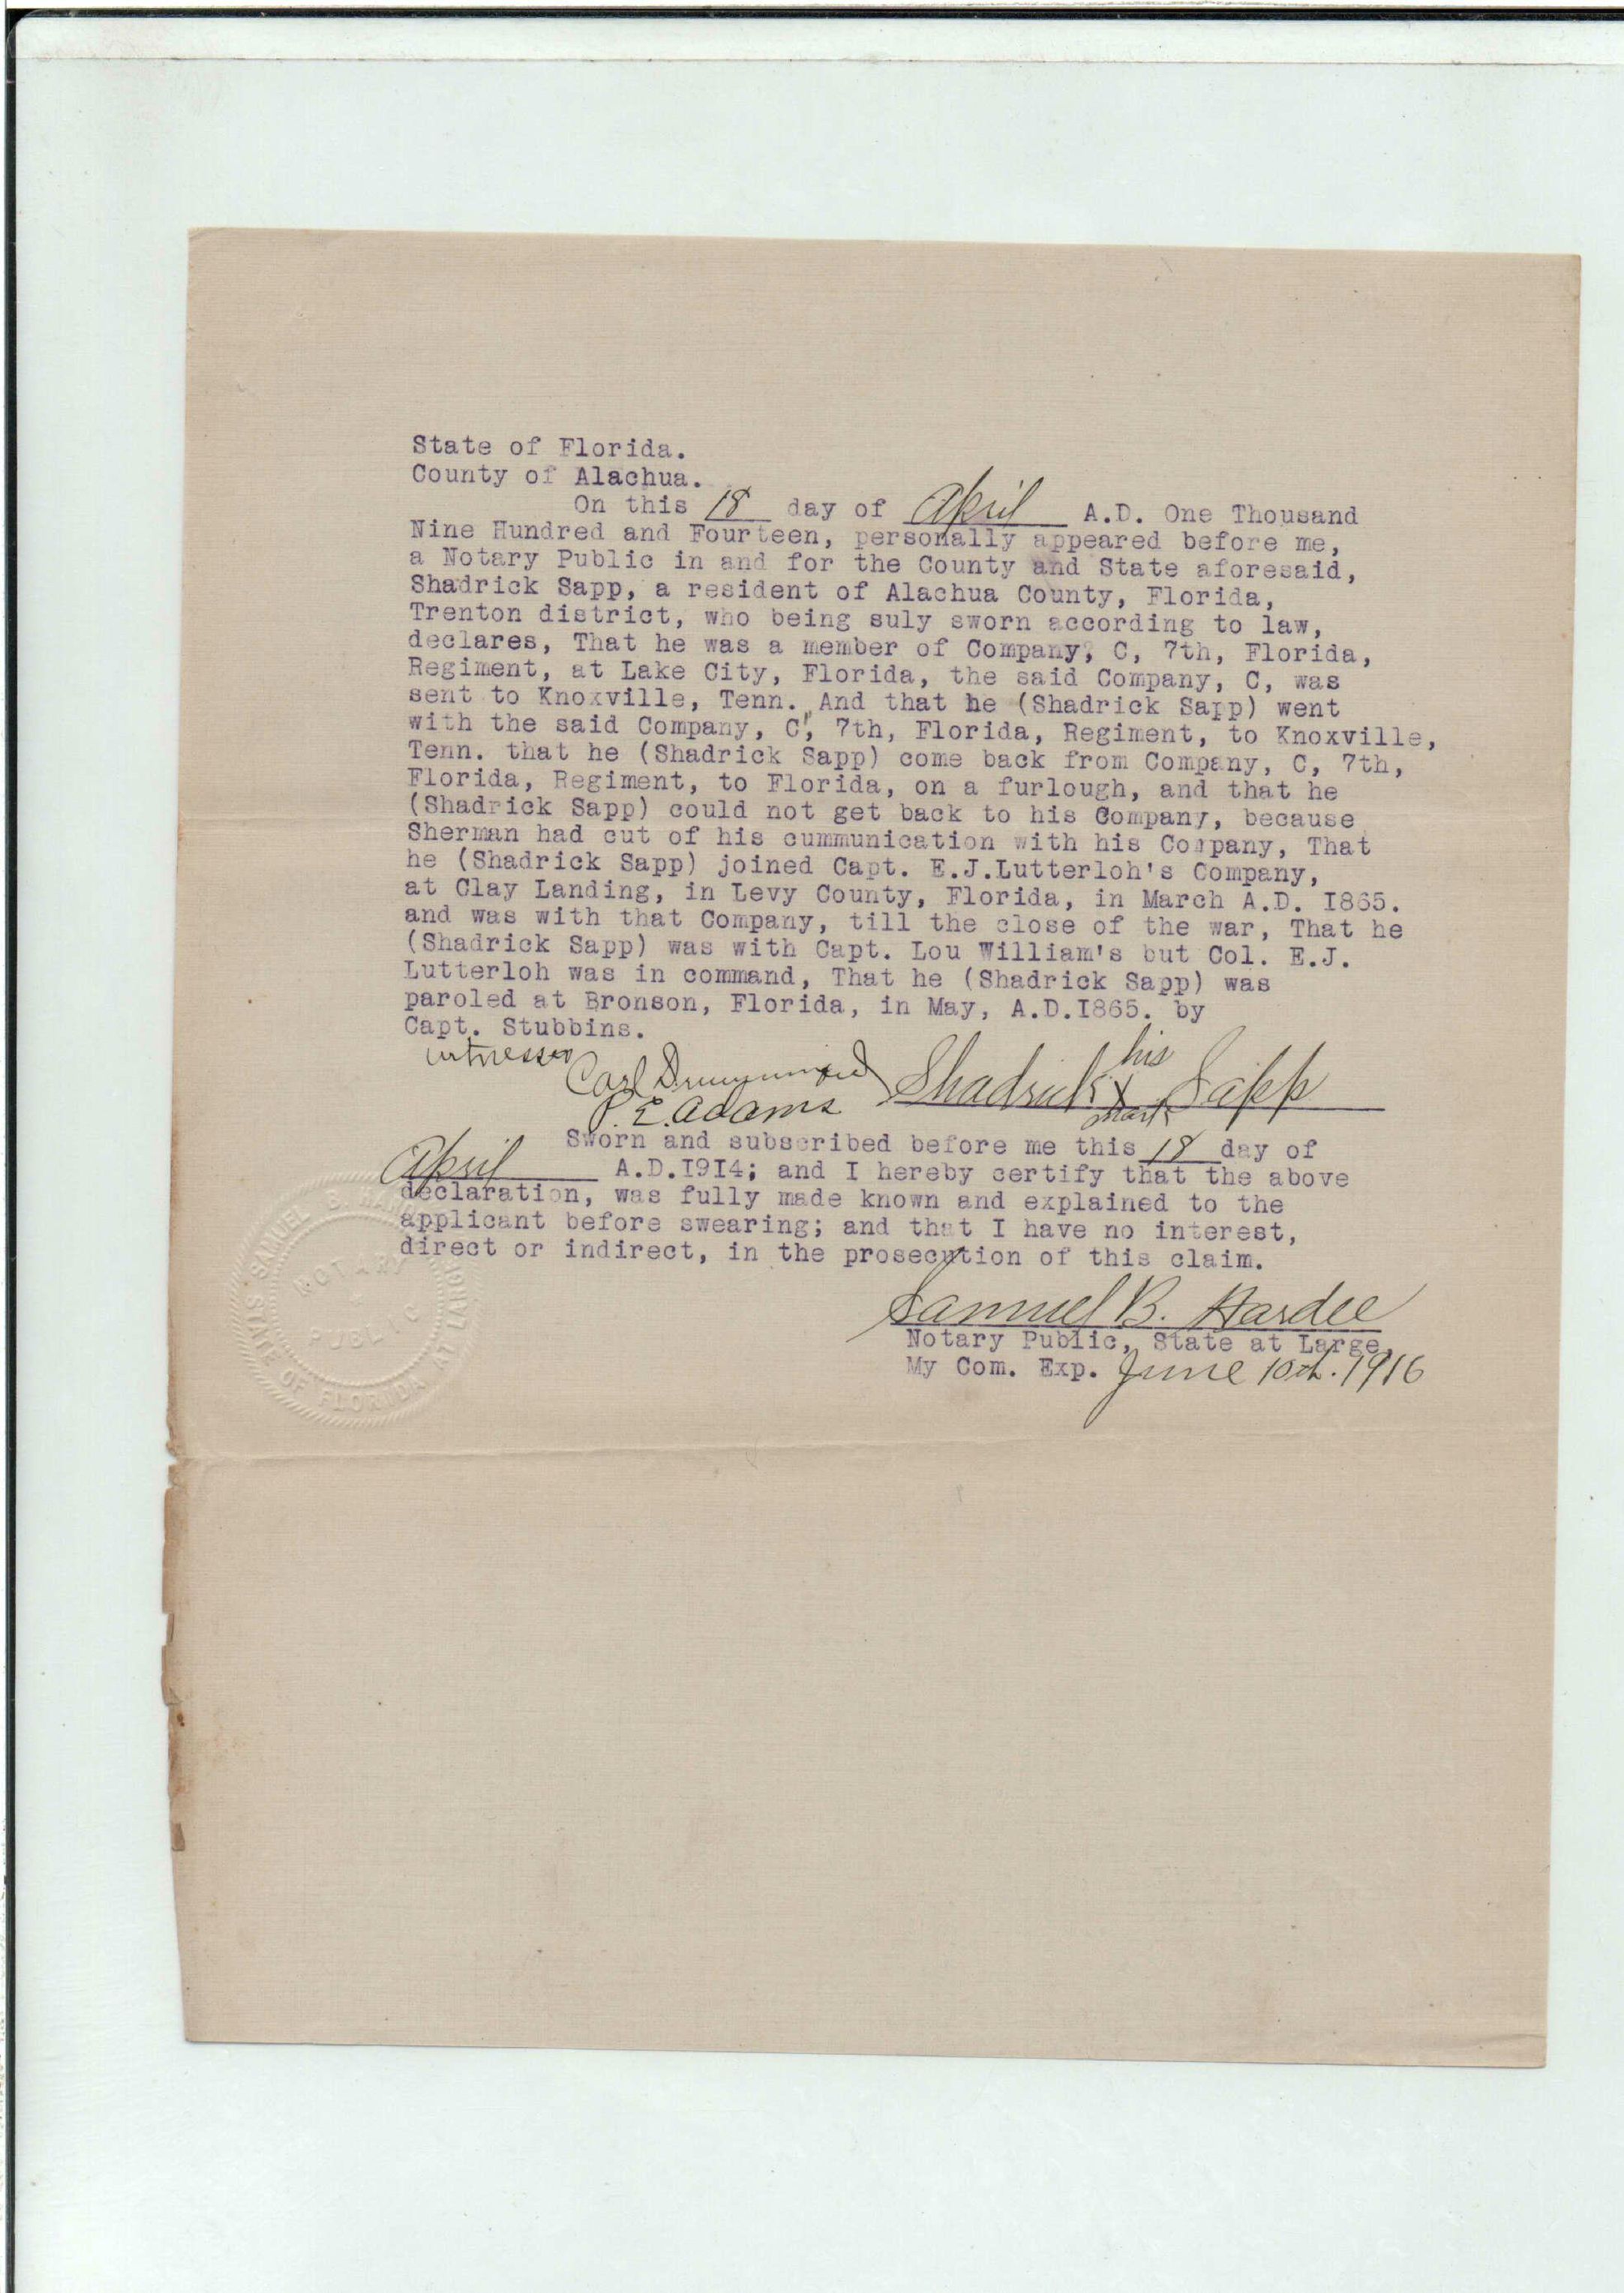 State of Florida.
County of Alachua.
On this 18 day of April A.D. One Thousand
Nine Hundred and Fourteen, personally appeared before me,
a Notary Public in and for the County and State aforesaid,
Shadrick Sapp, a resident of Alachua County, Florida,
Trenton district, who being suly sworn according to law,
declares, That he was a member of Company, C, 7th, Florida,
Regiment, at Lake City, Florida, the said Company, C, was
sent to Knoxville, Tenn. And that he (Shadrick Sapp) went
with the said Company, C, 7th, Florida, Regiment, to Knoxville,
Tenn. that he (Shadrick Sapp) come back from Company, C, 7th,
Florida, Regiment, to Florida, on a furlough, and that he
(Shadrick Sapp) could not get back to his Company, because
Sherman had cut of his cummunication with his Company, That
he (Shadrick Sapp) joined Capt. E.J.Lutterloh's Company,
at Clay Landing, in Levy County, Florida, in March A.D. I865.
and was with that Company, till the close of the war, That he
(Shadrick Sapp) was with Capt. Lou William's but Col. E.J.
Lutterloh was in command, That he (Shadrick Sapp) was
paroled at Bronson, Florida, in May, A.D.I865. by
Capt. Stubbins.
witnesses
Carl Drummond
P. E. Adams
Shadrick his X mark Sapp
Sworn and subscribed before me this 18 day of
April A.D.I9I4; and I hereby certify that the above
declaration, was fully made known and explained to the
applicant before swearing; and that I have no interest,
direct or indirect, in the prosecution of this claim.
Samuel B. Hardee
Notary Public, State at Large,
My Com. Exp. June 10th. 1916
SAMUEL B. HAR
NOTARY
PUBLIC
STATE OF FLORIDA AT LARGE